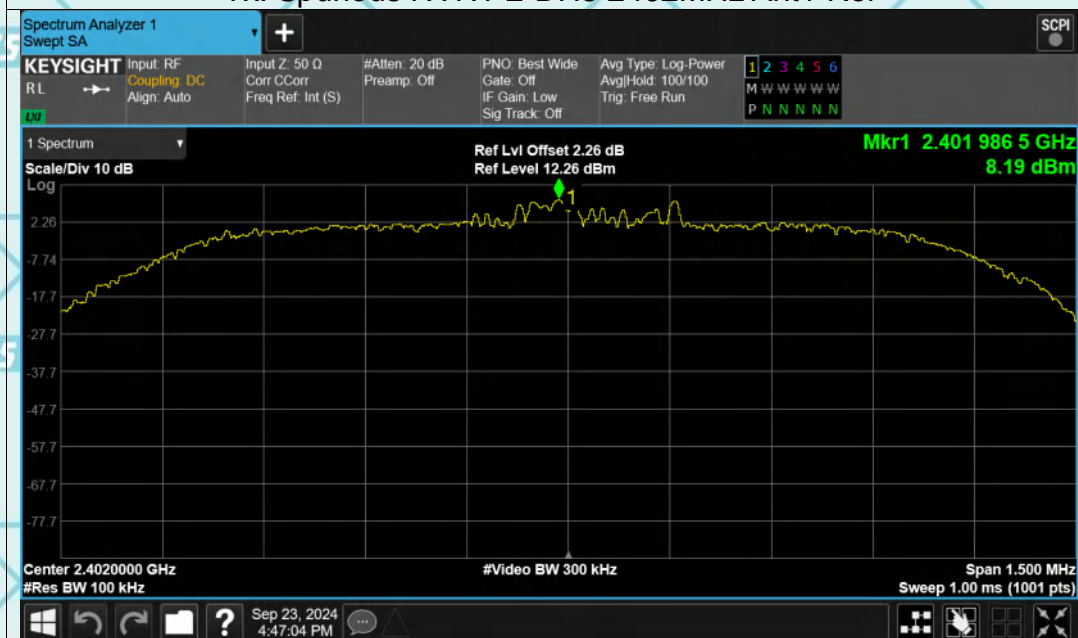 Spectrum Analyzer 1
Swept SA
+
SCPI
KEYSIGHT
RL
LXI
Input: RF
Coupling: DC
Align: Auto
Input Z: 50 Ω
Corr CCorr
Freq Ref: Int (S)
#Atten: 20 dB
Preamp: Off
PNO: Best Wide
Gate: Off
IF Gain: Low
Sig Track: Off
Avg Type: Log-Power
Avg|Hold: 100/100
Trig: Free Run
1 2 3 4 5 6
M W W W W W
P N N N N N
1 Spectrum
Scale/Div 10 dB
Ref Lvl Offset 2.26 dB
Ref Level 12.26 dBm
Mkr1 2.401 986 5 GHz
8.19 dBm
Log
1
2.26
-7.74
-17.7
-27.7
-37.7
-47.7
-57.7
-67.7
-77.7
Center 2.4020000 GHz
#Video BW 300 kHz
Span 1.500 MHz
#Res BW 100 kHz
Sweep 1.00 ms (1001 pts)
?
Sep 23, 2024
4:47:04 PM